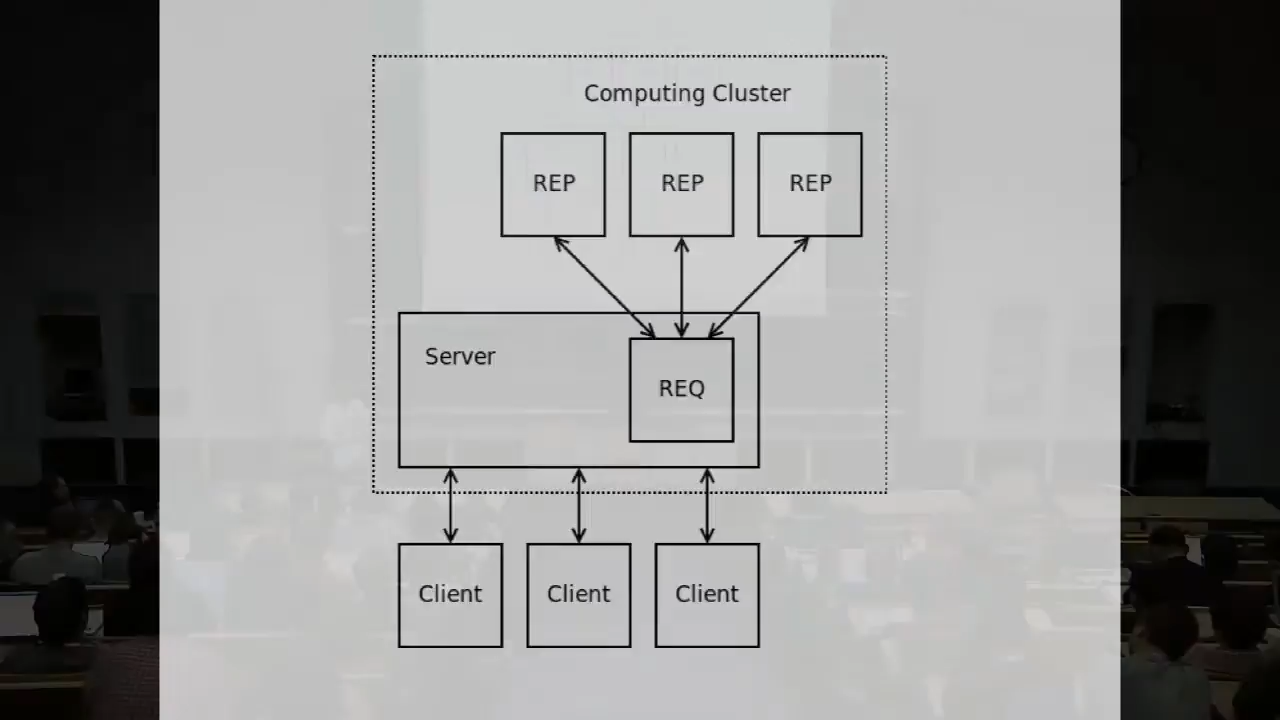 Computing Cluster
REP
REP
REP
Server
REQ
Client
Client
Client